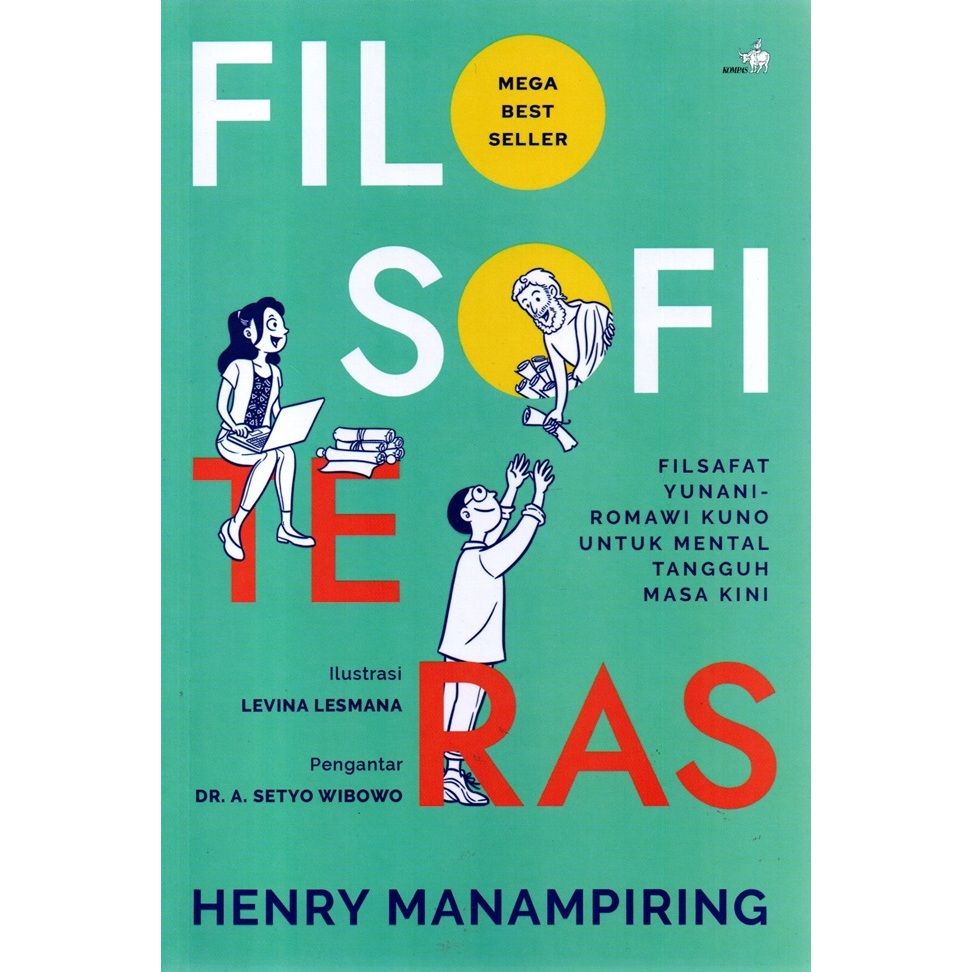 FILO
MEGA
BEST
SELLER
KOMPAS
SOFI
TE
FILSAFAT
YUNANI-
ROMAWI KUNO
UNTUK MENTAL
TANGGUH
MASA KINI
Ilustrasi
LEVINA LESMANA
Pengantar
DR. A. SETYO WIBOWO
RAS
HENRY MANAMPIRING